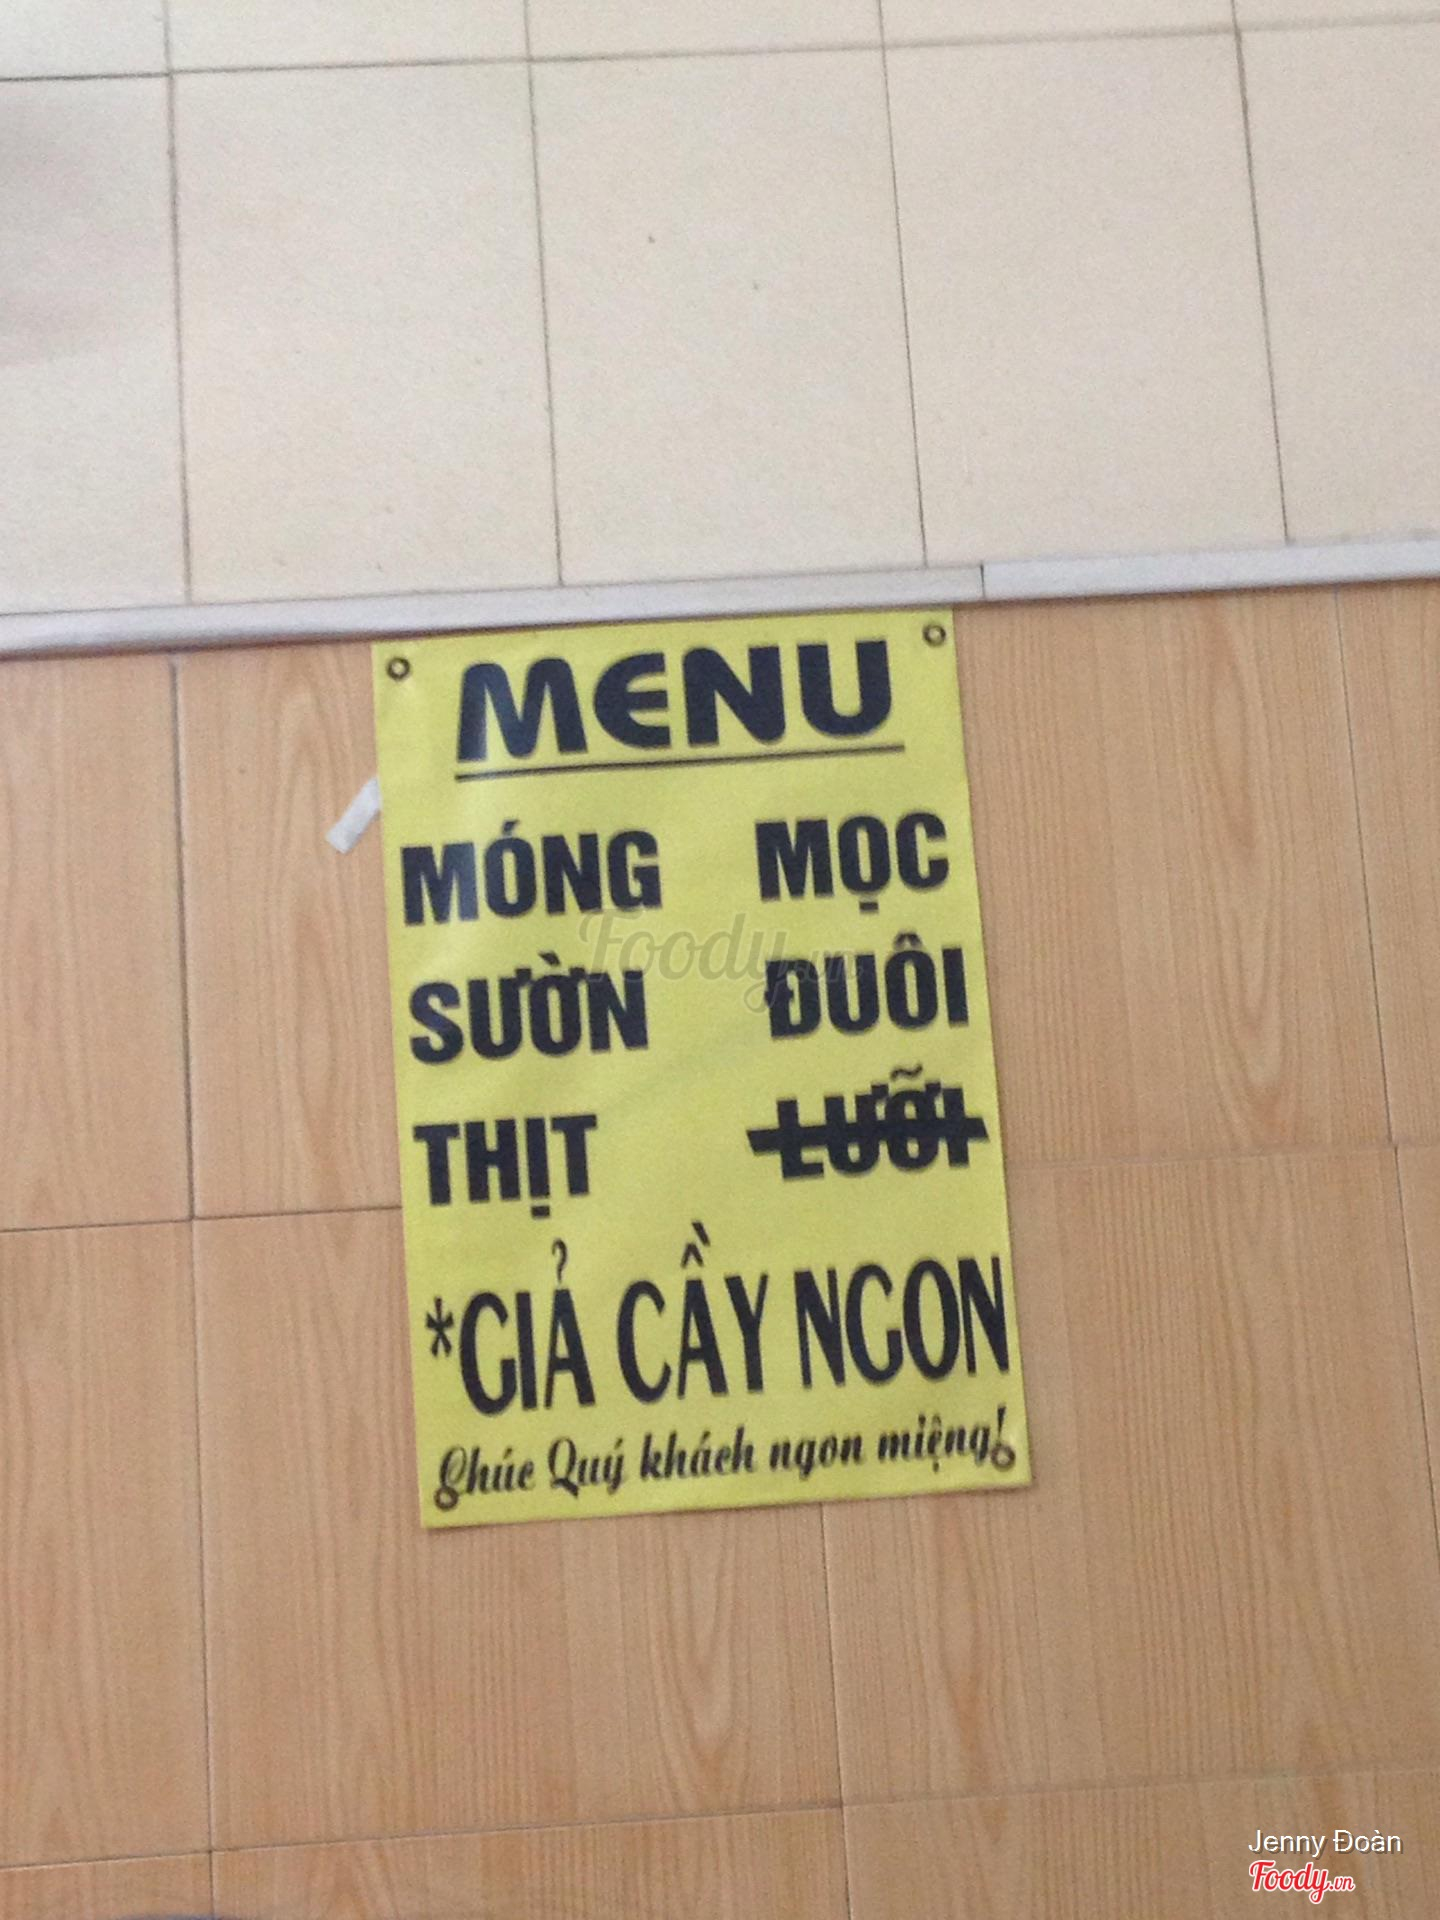 MENU
MÓNG MỌC
SƯỜN ĐUÔI
THỊT LƯỠI
*GIẢ CẦY NGON
Chúc Quý khách ngon miệng!
Foody.vn
Jenny Đoàn
Foody.vn